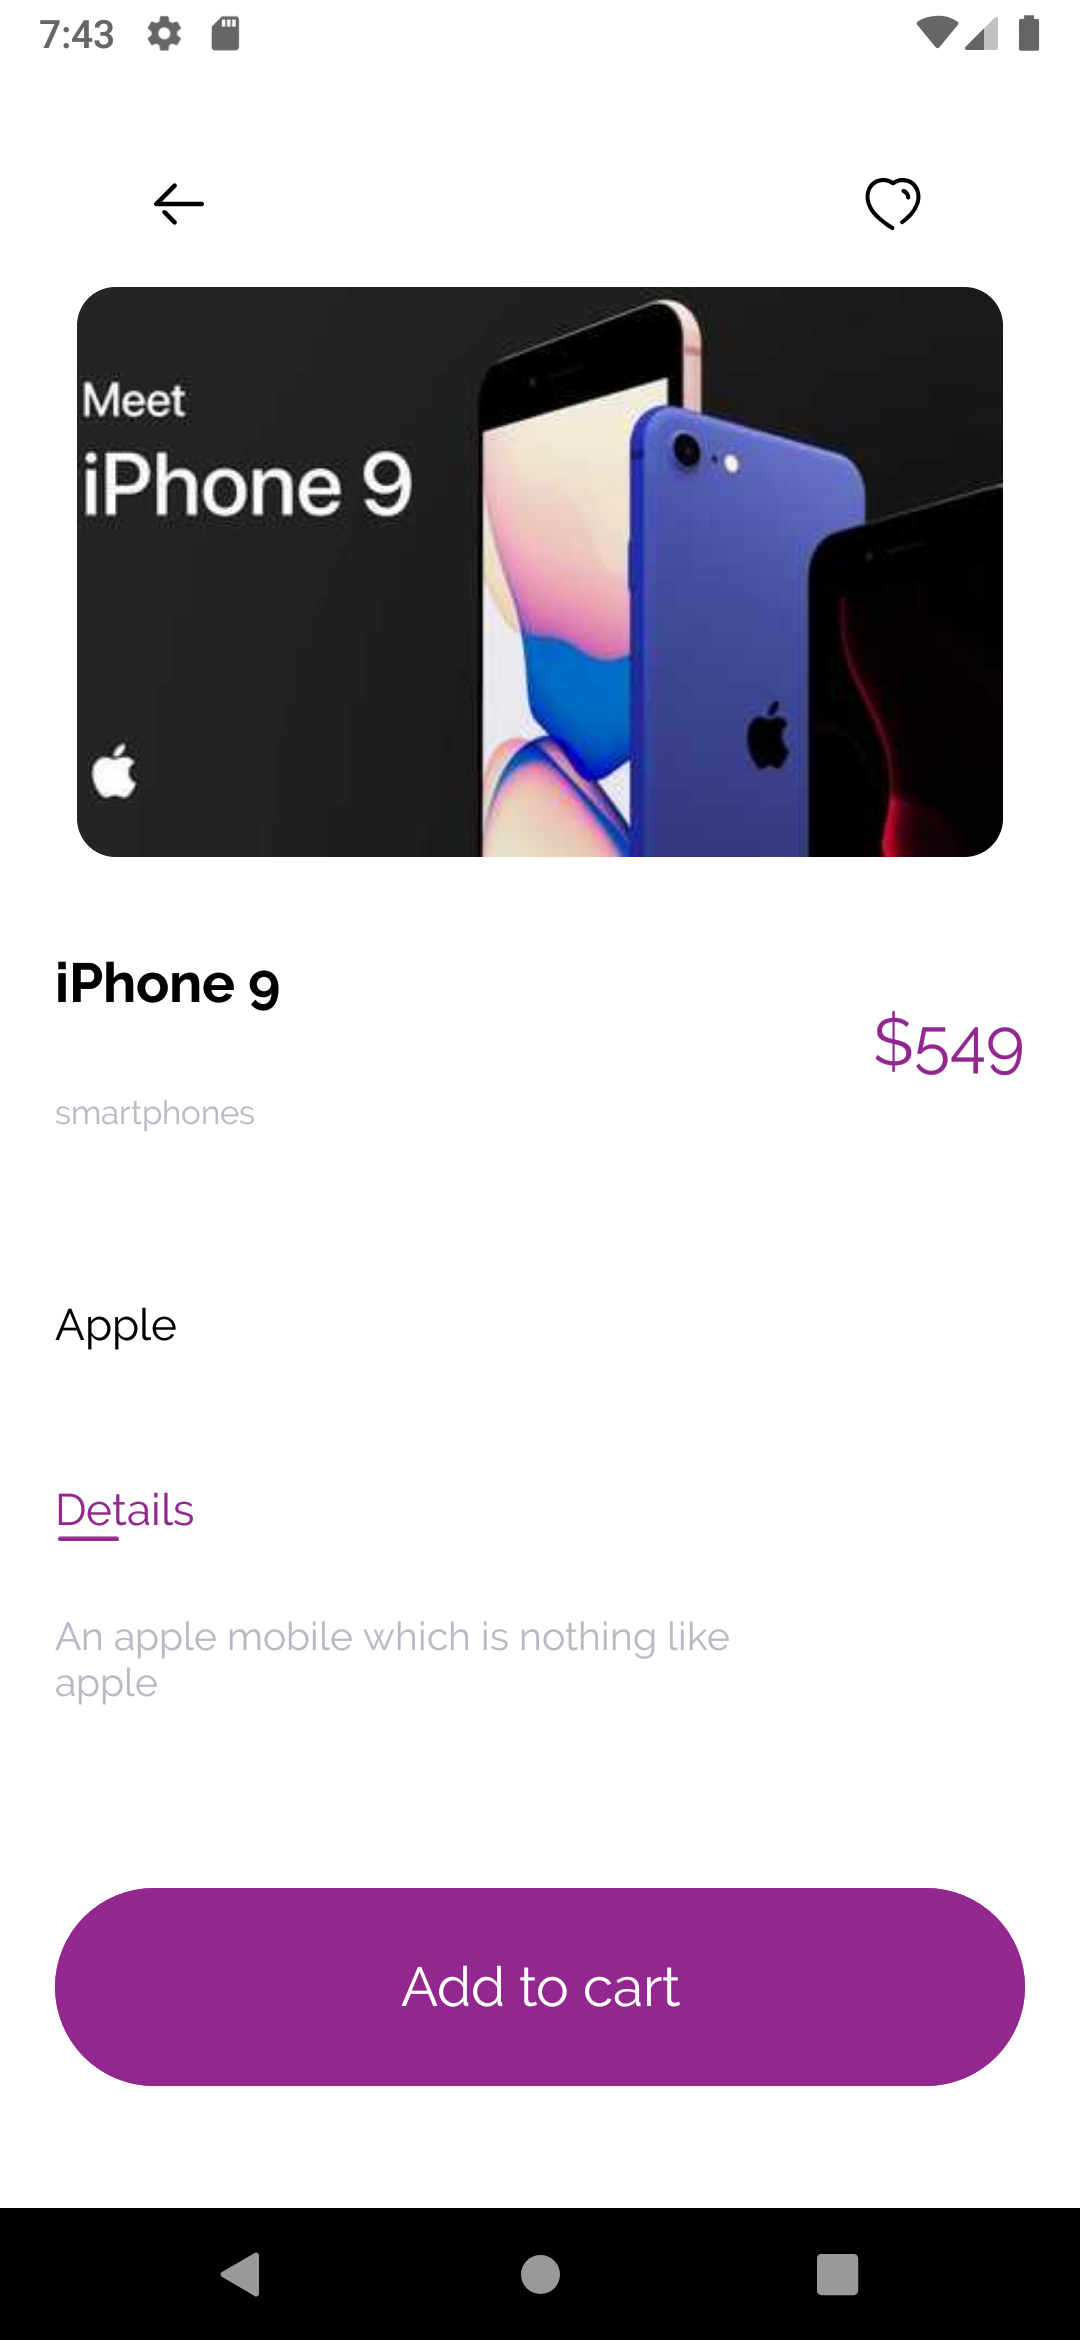 7:43
Meet
iPhone 9
iPhone 9
$549
smartphones
Apple
Details
An apple mobile which is nothing like
apple
Add to cart